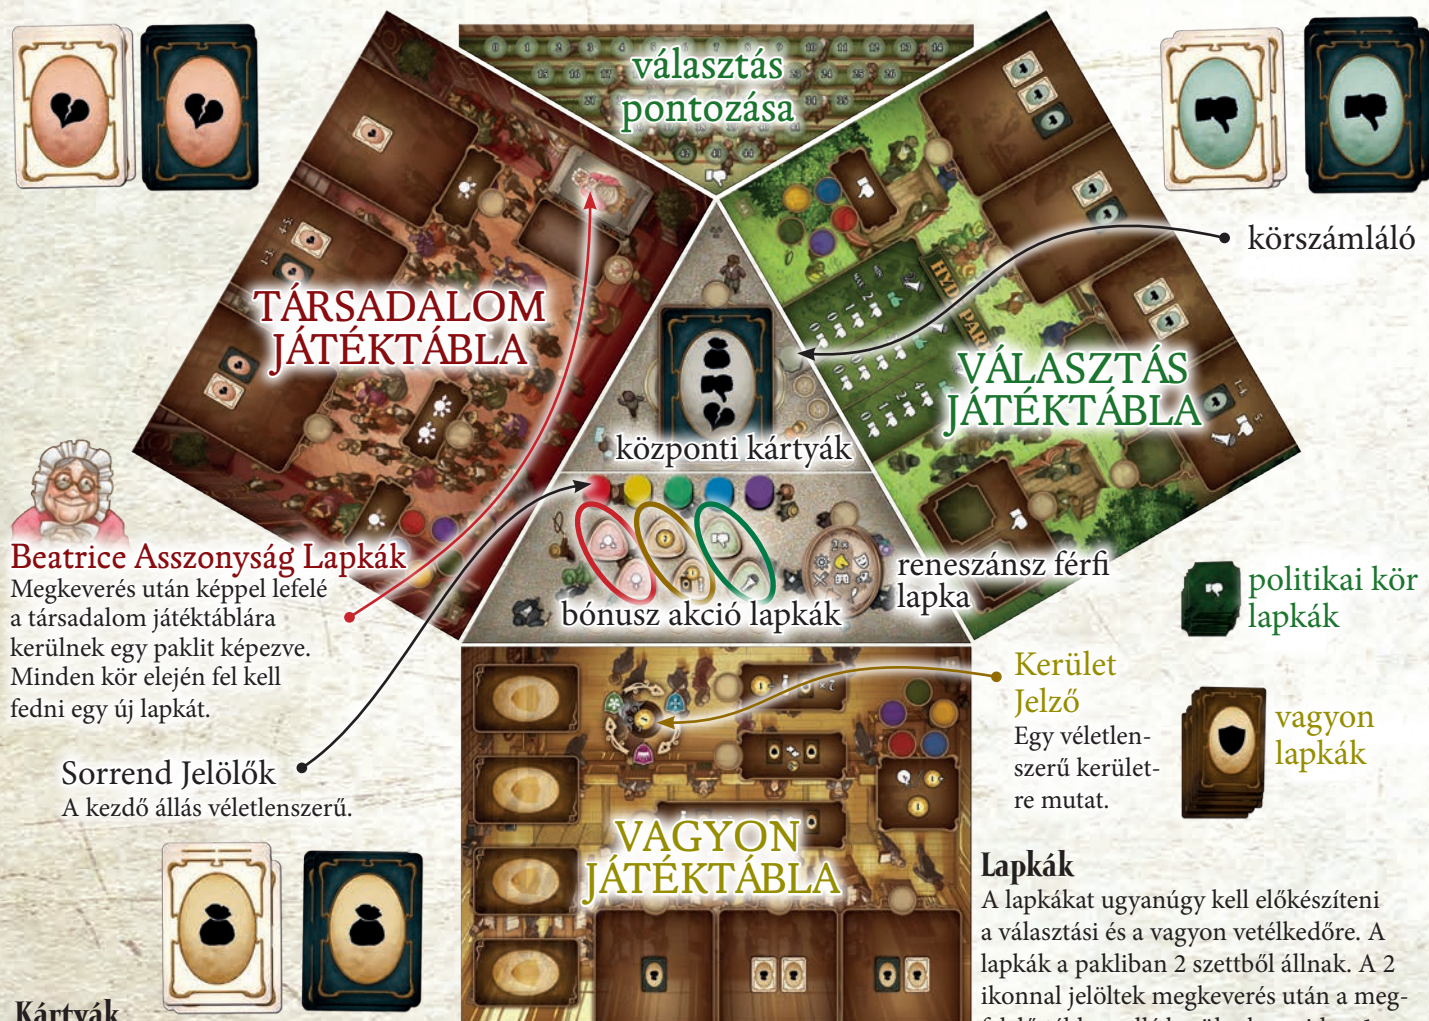 választás
pontozása
körszámláló
TÁRSADALOM
JÁTÉKTÁBLA
HYDE PARK
VÁLASZTÁS
JÁTÉKTÁBLA
központi kártyák
bónusz akció lapkák
reneszánsz férfi
lapka
Beatrice Asszonyság Lapkák
Megkeverés után képpel lefelé
a társadalom játéktáblára
kerülnek egy paklit képezve.
Minden kör elején fel kell
fedni egy új lapkát.
politikai kör
lapkák
Kerület
Jelző
Egy véletlen-
szerű kerület-
re mutat.
vagyon
lapkák
Sorrend Jelölők
A kezdő állás véletlenszerű.
VAGYON
JÁTÉKTÁBLA
Lapkák
A lapkákat ugyanúgy kell előkészíteni
a választási és a vagyon vetélkedőre. A
lapkák a pakliban 2 szettből állnak. A 2
ikonnal jelöltek megkeverés után a meg-
Kártyák